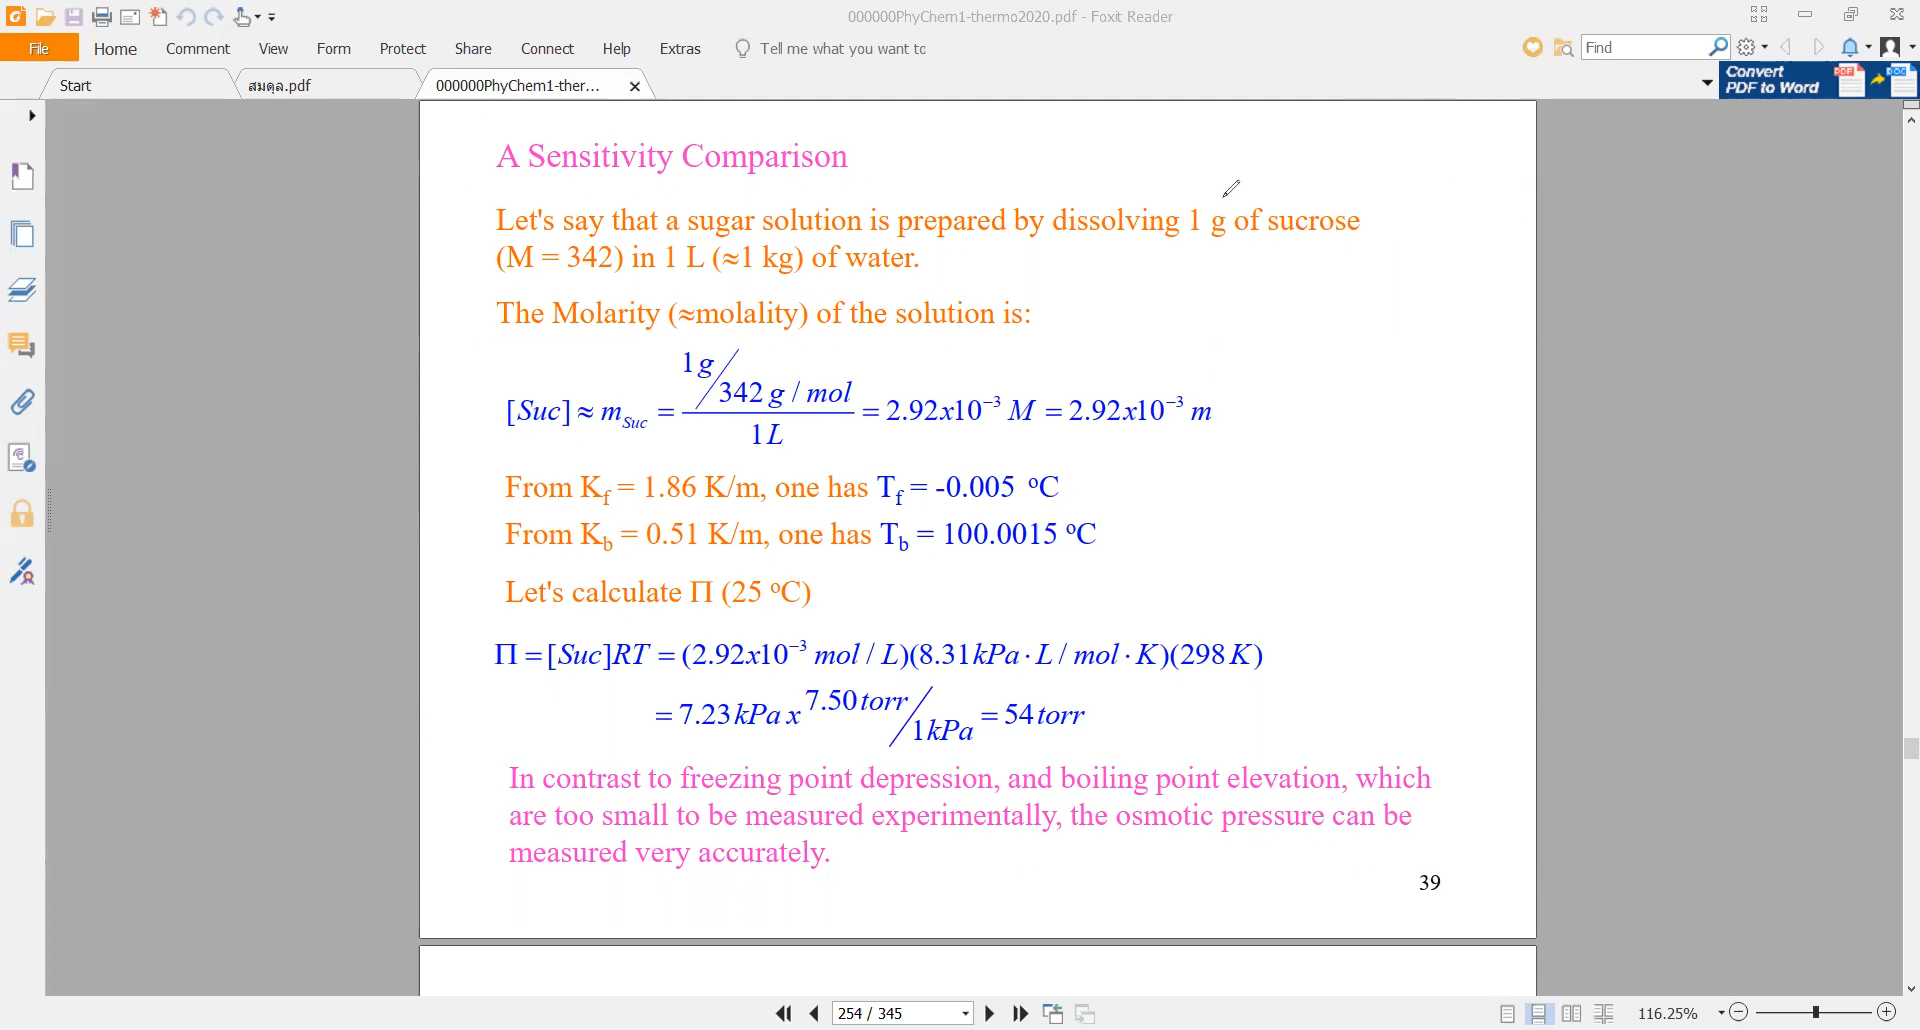 000000PhyChem1-thermo2020.pdf - Foxit Reader
File Home Comment View Form Protect Share Connect Help Extras Tell me what you want to Find
Start สมดุล.pdf 000000PhyChem1-ther...
Convert PDF DOC
PDF to Word
A Sensitivity Comparison
Let's say that a sugar solution is prepared by dissolving 1 g of sucrose
(M = 342) in 1 L (≈1 kg) of water.
The Molarity (≈molality) of the solution is:
[Suc] ≈ m_Suc = (1 g / 342 g / mol) / 1 L = 2.92x10⁻³ M = 2.92x10⁻³ m
From K_f = 1.86 K/m, one has T_f = -0.005 °C
From K_b = 0.51 K/m, one has T_b = 100.0015 °C
Let's calculate Π (25 °C)
Π = [Suc]RT = (2.92x10⁻³ mol / L)(8.31 kPa · L / mol · K)(298 K)
= 7.23 kPa x 7.50 torr / 1 kPa = 54 torr
In contrast to freezing point depression, and boiling point elevation, which
are too small to be measured experimentally, the osmotic pressure can be
measured very accurately.
39
254 / 345 116.25%